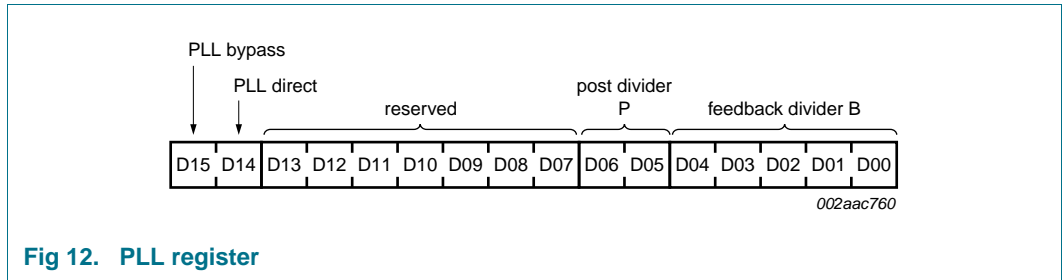 PLL bypass
PLL direct
reserved
post divider
P
feedback divider B
D15 D14 D13 D12 D11 D10 D09 D08 D07 D06 D05 D04 D03 D02 D01 D00
002aac760
Fig 12. PLL register